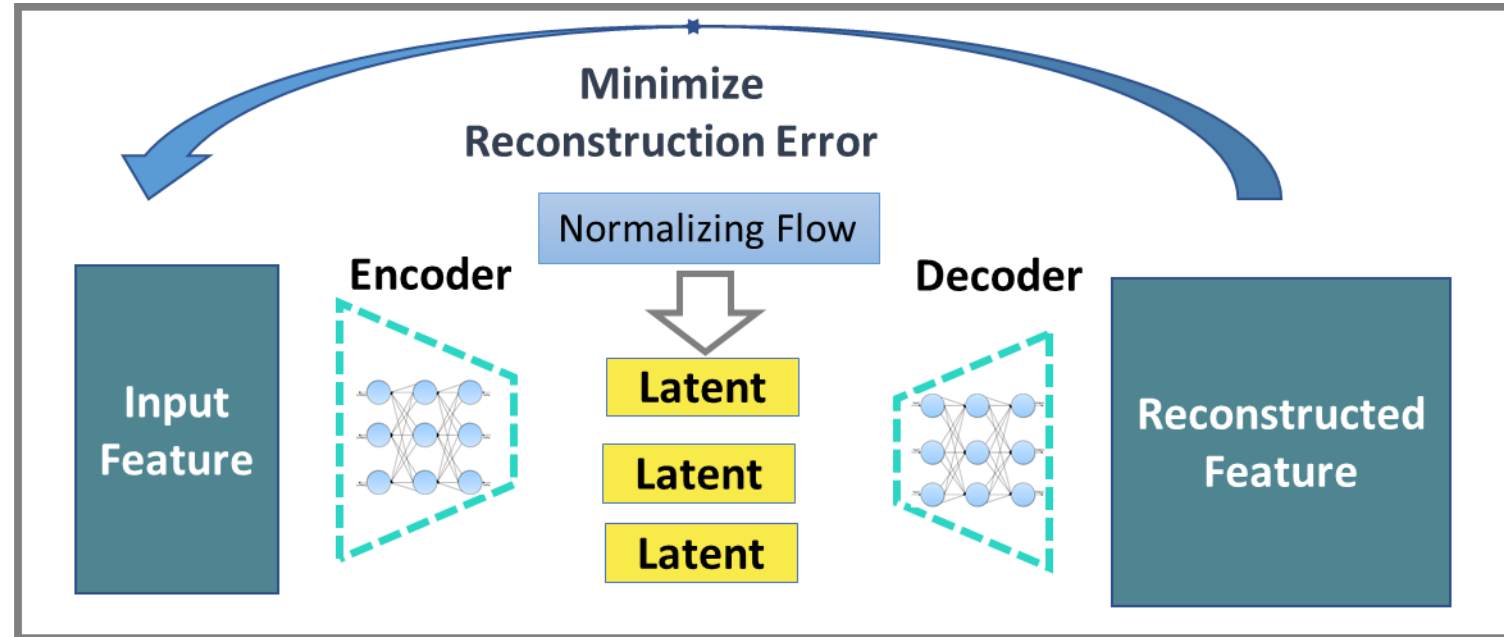 Minimize
Reconstruction Error
Normalizing Flow
Encoder
Decoder
Input
Feature
Latent
Latent
Latent
Reconstructed
Feature